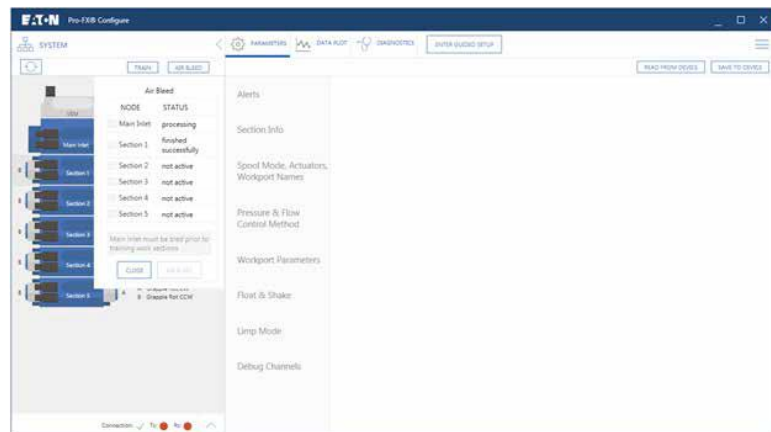 EATON Pro-FX® Configure
SYSTEM
PARAMETERS
DATA PLOT
DIAGNOSTICS
ENTER GUIDED SETUP
TRAIN
AIR BLEED
READ FROM DEVICE
SAVE TO DEVICE
Air Bleed
NODE STATUS
Main Inlet processing
Section 1 finished
successfully
Section 2 not active
Section 3 not active
Section 4 not active
Section 5 not active
Main inlet must be bled prior to
training work sections
CLOSE
Main Inlet
B Section 1
B Section 2
B Section 3
B Section 4
B Section 5 A
B Grapple Rot CCW
Alerts
Section Info
Spool Mode, Actuators,
Workport Names
Pressure & Flow
Control Method
Workport Parameters
Float & Shake
Limp Mode
Debug Channels
Connection: Tx: Rx: